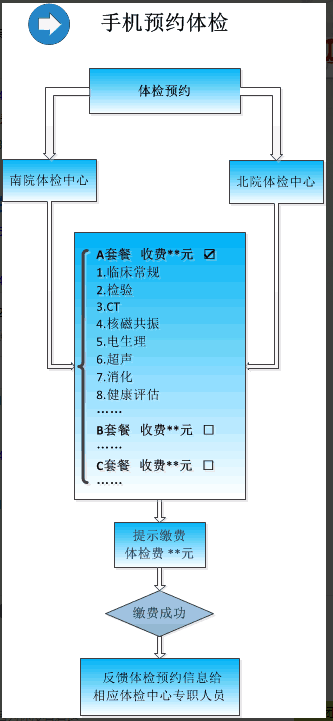 手机预约体检
体检预约
南院体检中心
北院体检中心
A套餐 收费**元 ☑
1.临床常规
2.检验
3.CT
4.核磁共振
5.电生理
6.超声
7.消化
8.健康评估
……
B套餐 收费**元 □
……
C套餐 收费**元 □
……
提示缴费
体检费 **元
缴费成功
反馈体检预约信息给
相应体检中心专职人员